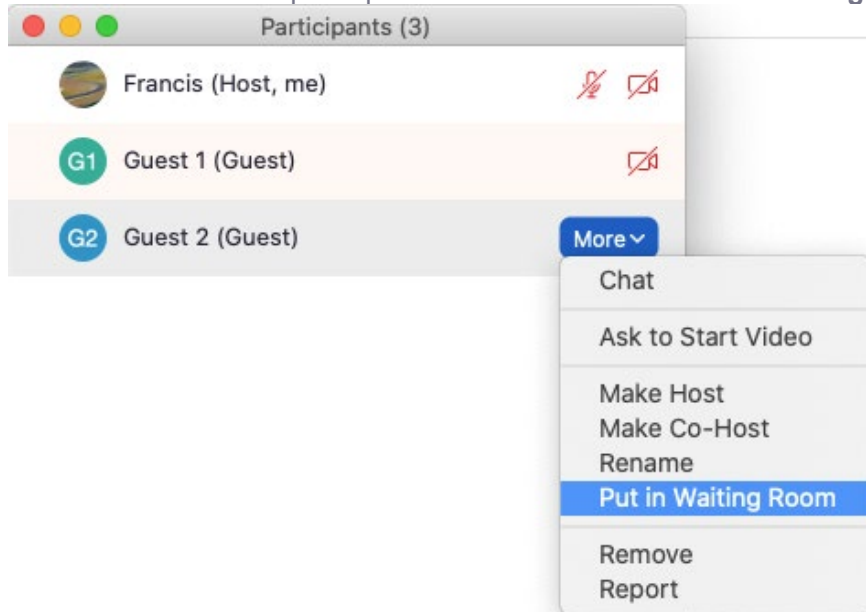 Participants (3)
Francis (Host, me)
G1 Guest 1 (Guest)
G2 Guest 2 (Guest) More
Chat
Ask to Start Video
Make Host
Make Co-Host
Rename
Put in Waiting Room
Remove
Report